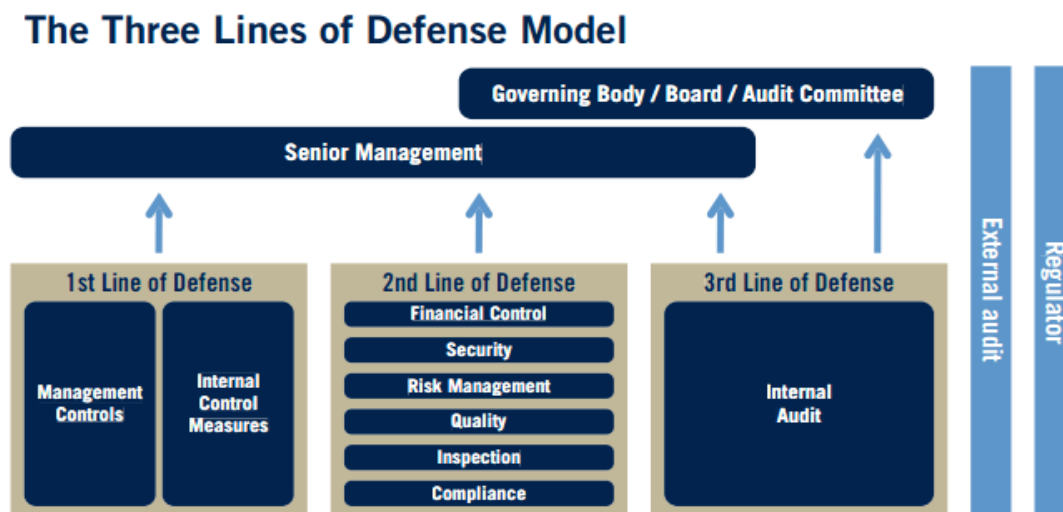 The Three Lines of Defense Model
Governing Body / Board / Audit Committee
Senior Management
1st Line of Defense
Management
Controls
Internal
Control
Measures
2nd Line of Defense
Financial Control
Security
Risk Management
Quality
Inspection
Compliance
3rd Line of Defense
Internal
Audit
External audit
Regulator